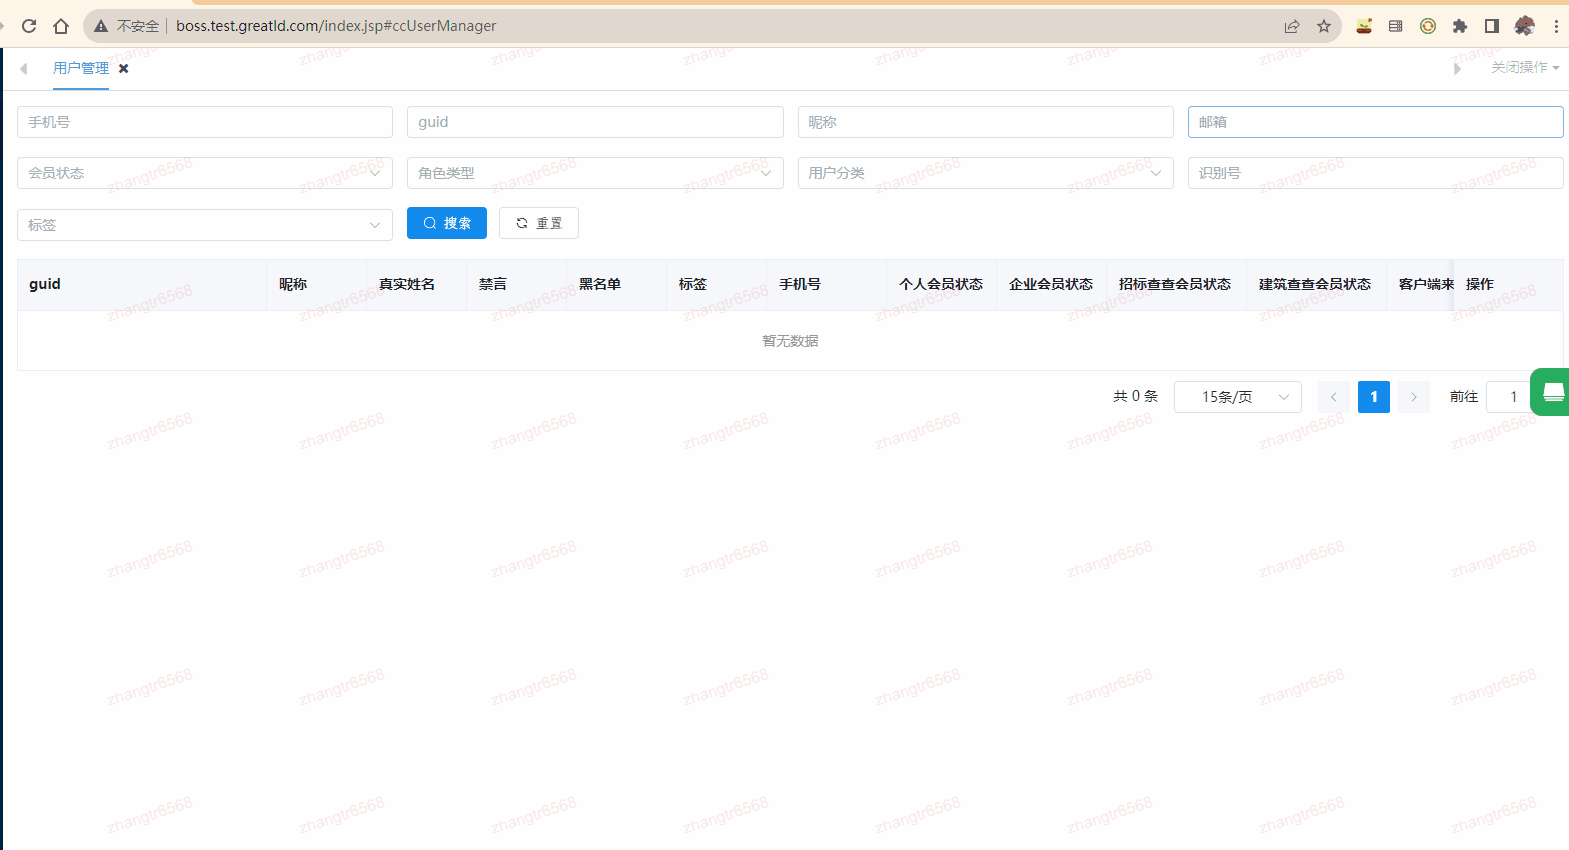 不安全 boss.test.greatld.com/index.jsp#ccUserManager
用户管理 关闭操作
手机号 guid 昵称 邮箱
会员状态 角色类型 用户分类 识别号
标签 搜索 重置
guid 昵称 真实姓名 禁言 黑名单 标签 手机号 个人会员状态 企业会员状态 招标查查会员状态 建筑查查会员状态 客户端来 操作
暂无数据
共 0 条 15条/页 1 前往 1
zhangtr6568